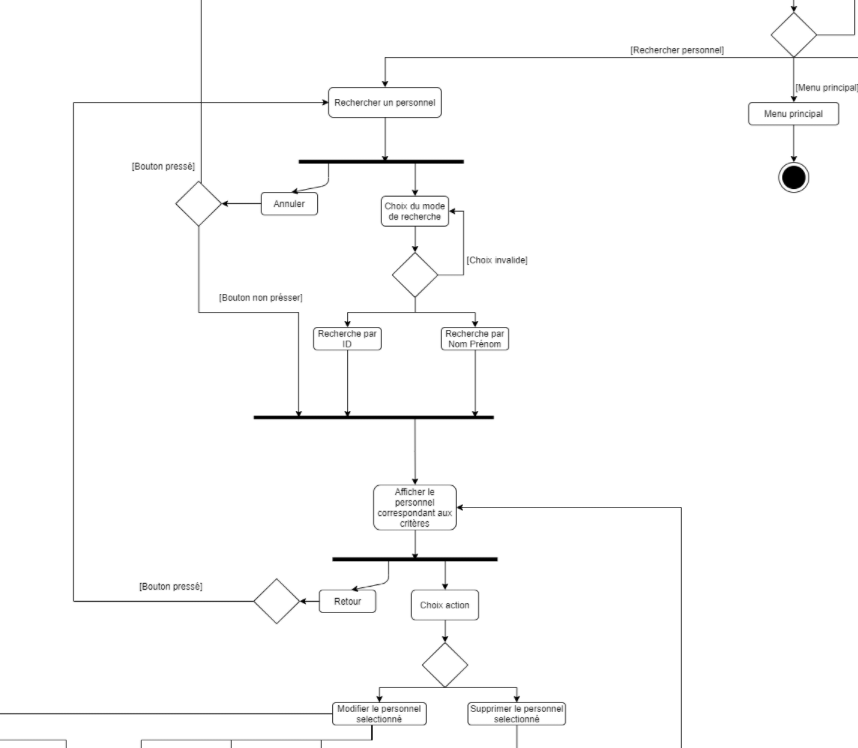 [Rechercher personnel]
[Menu principal]
Rechercher un personnel
Menu principal
[Bouton pressé]
Annuler
Choix du mode
de recherche
[Choix invalide]
[Bouton non présser]
Recherche par
ID
Recherche par
Nom Prénom
Afficher le
personnel
correspondant aux
critères
[Bouton pressé]
Retour
Choix action
Modifier le personnel
selectionné
Supprimer le personnel
selectionné